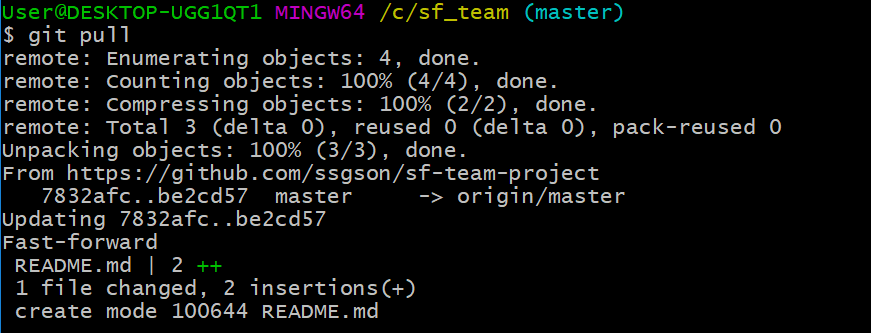 User@DESKTOP-UGG1QT1 MINGW64 /c/sf_team (master)
$ git pull
remote: Enumerating objects: 4, done.
remote: Counting objects: 100% (4/4), done.
remote: Compressing objects: 100% (2/2), done.
remote: Total 3 (delta 0), reused 0 (delta 0), pack-reused 0
Unpacking objects: 100% (3/3), done.
From https://github.com/ssgson/sf-team-project
   7832afc..be2cd57  master     -> origin/master
Updating 7832afc..be2cd57
Fast-forward
 README.md | 2 ++
 1 file changed, 2 insertions(+)
 create mode 100644 README.md